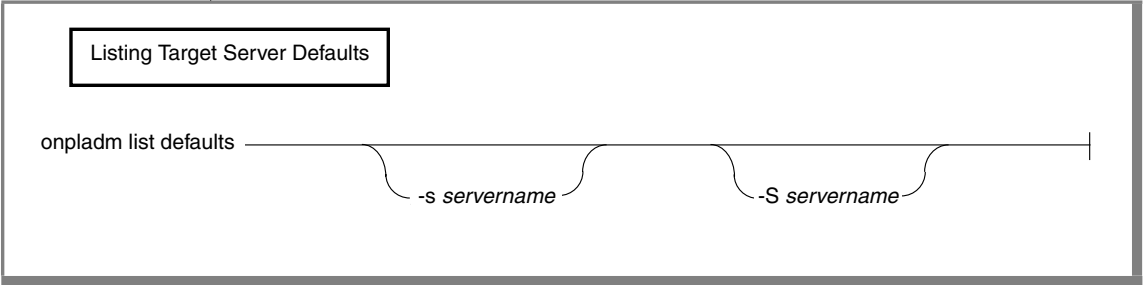 Listing Target Server Defaults
onpladm list defaults
-s servername
-S servername